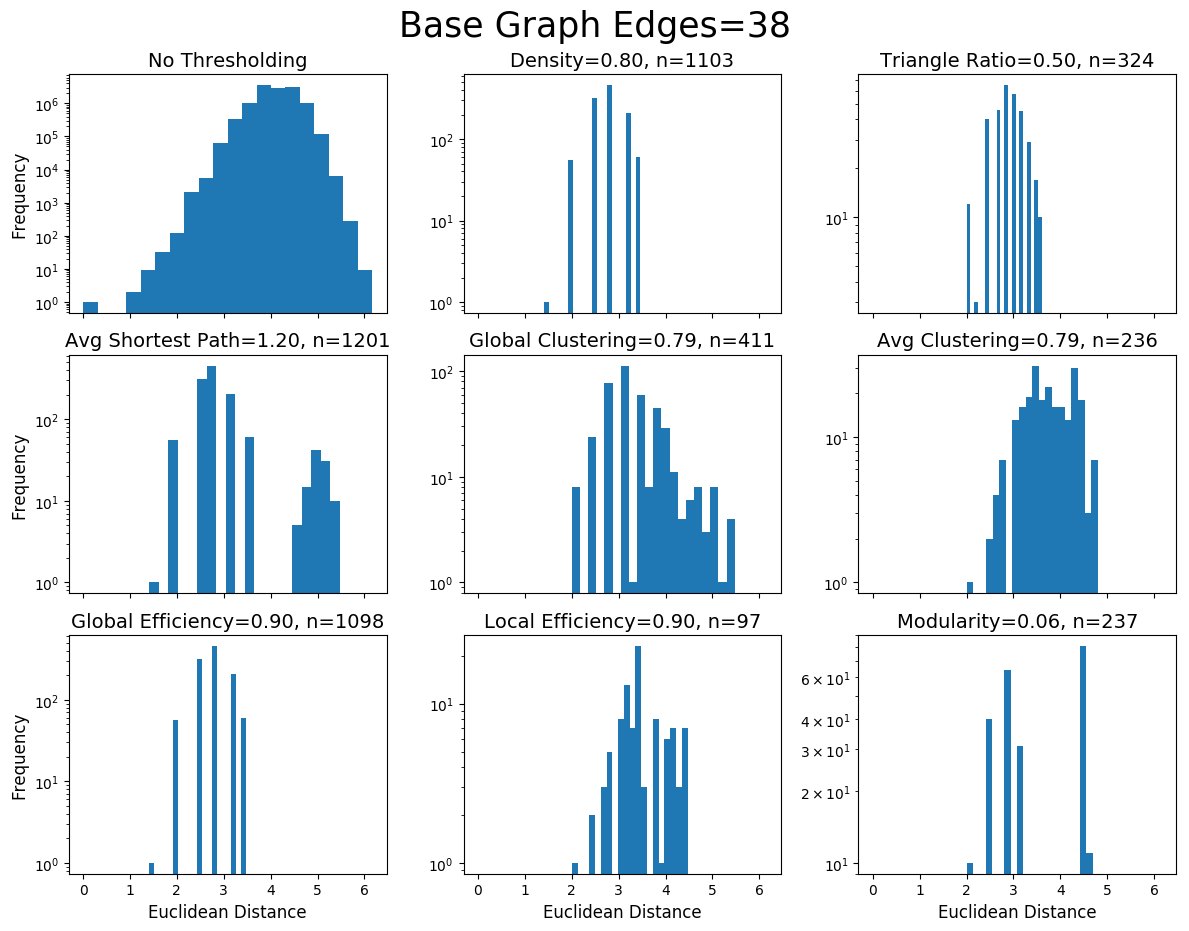 Base Graph Edges=38
No Thresholding
Density=0.80, n=1103
Triangle Ratio=0.50, n=324
Frequency
10^6
10^5
10^4
10^3
10^2
10^1
10^0
10^2
10^1
10^0
10^1
Avg Shortest Path=1.20, n=1201
Global Clustering=0.79, n=411
Avg Clustering=0.79, n=236
Frequency
10^2
10^1
10^0
10^2
10^1
10^0
10^1
10^0
Global Efficiency=0.90, n=1098
Local Efficiency=0.90, n=97
Modularity=0.06, n=237
Frequency
10^2
10^1
10^0
10^1
10^0
6 × 10^1
4 × 10^1
3 × 10^1
2 × 10^1
10^1
0 1 2 3 4 5 6
0 1 2 3 4 5 6
0 1 2 3 4 5 6
Euclidean Distance
Euclidean Distance
Euclidean Distance